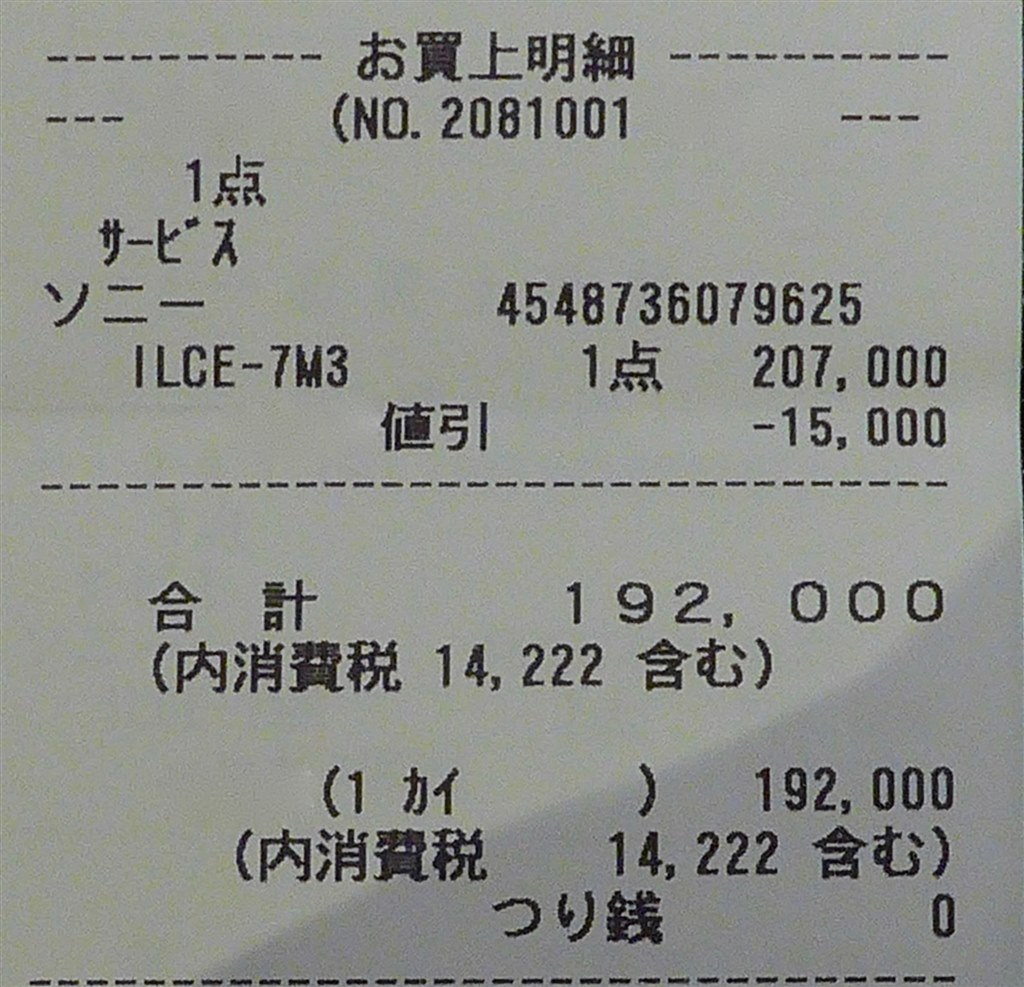 ---------- お買上明細 ----------
--- (NO. 2081001 ---
1点
ｻｰﾋﾞｽ
ソニー 4548736079625
ILCE-7M3 1点 207,000
値引 -15,000
--------------------------------
合 計 １９２，０００
(内消費税 14,222 含む)
(1 ｶｲ ) 192,000
(内消費税 14,222 含む)
つり銭 0
--------------------------------